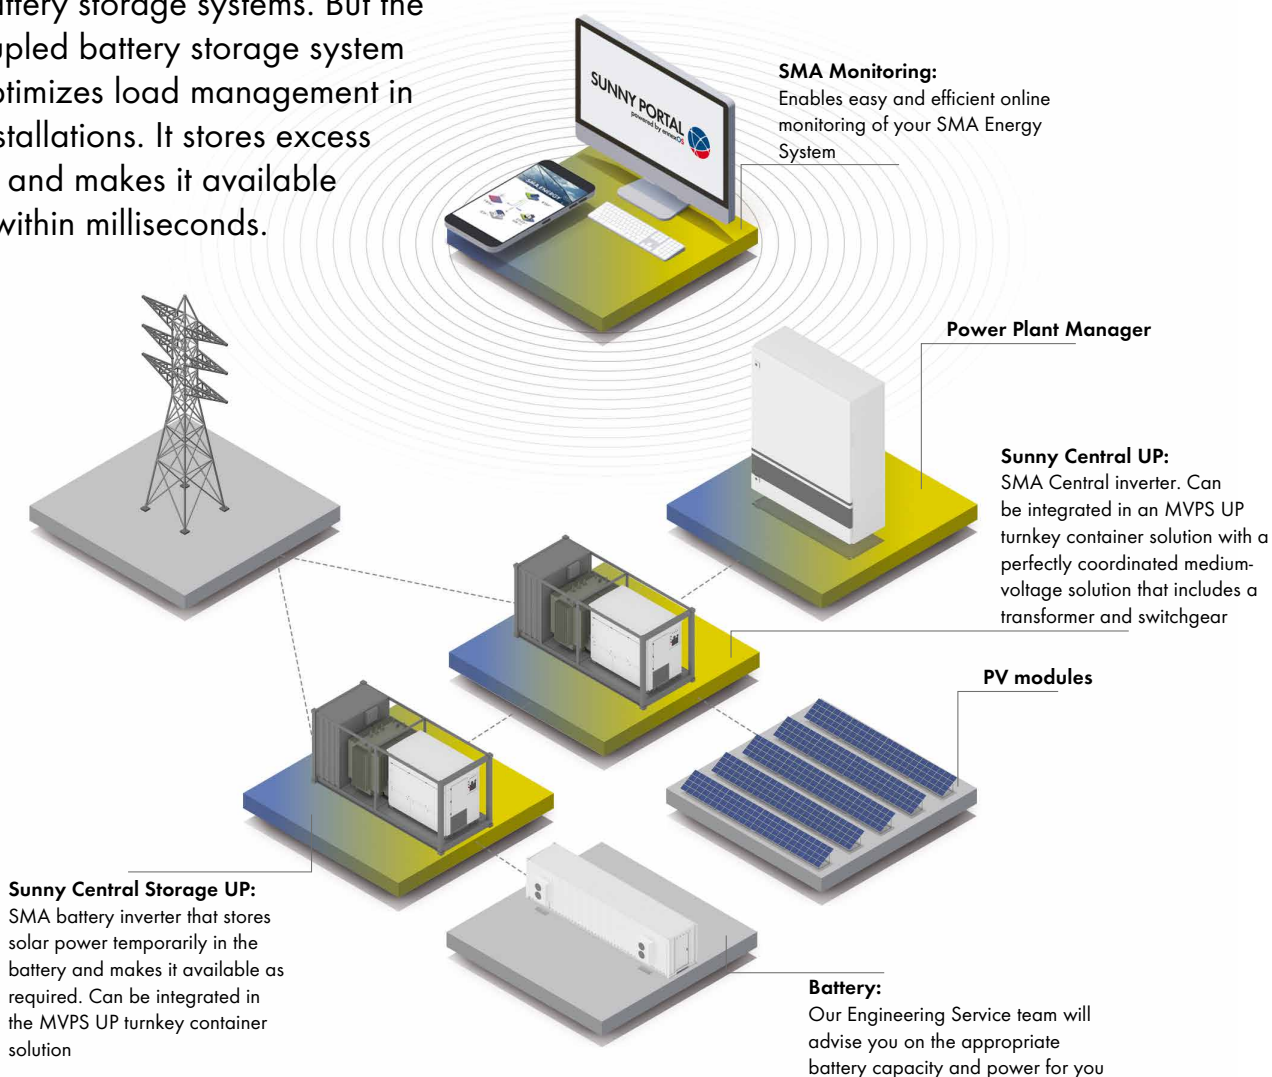 ttery storage systems. But the
upled battery storage system
otimizes load management in
stallations. It stores excess
and makes it available
within milliseconds.
SUNNY PORTAL
powered by ennexOS
SMA ENERGY
SMA Monitoring:
Enables easy and efficient online
monitoring of your SMA Energy
System
Power Plant Manager
Sunny Central UP:
SMA Central inverter. Can
be integrated in an MVPS UP
turnkey container solution with a
perfectly coordinated medium-
voltage solution that includes a
transformer and switchgear
PV modules
Sunny Central Storage UP:
SMA battery inverter that stores
solar power temporarily in the
battery and makes it available as
required. Can be integrated in
the MVPS UP turnkey container
solution
Battery:
Our Engineering Service team will
advise you on the appropriate
battery capacity and power for you